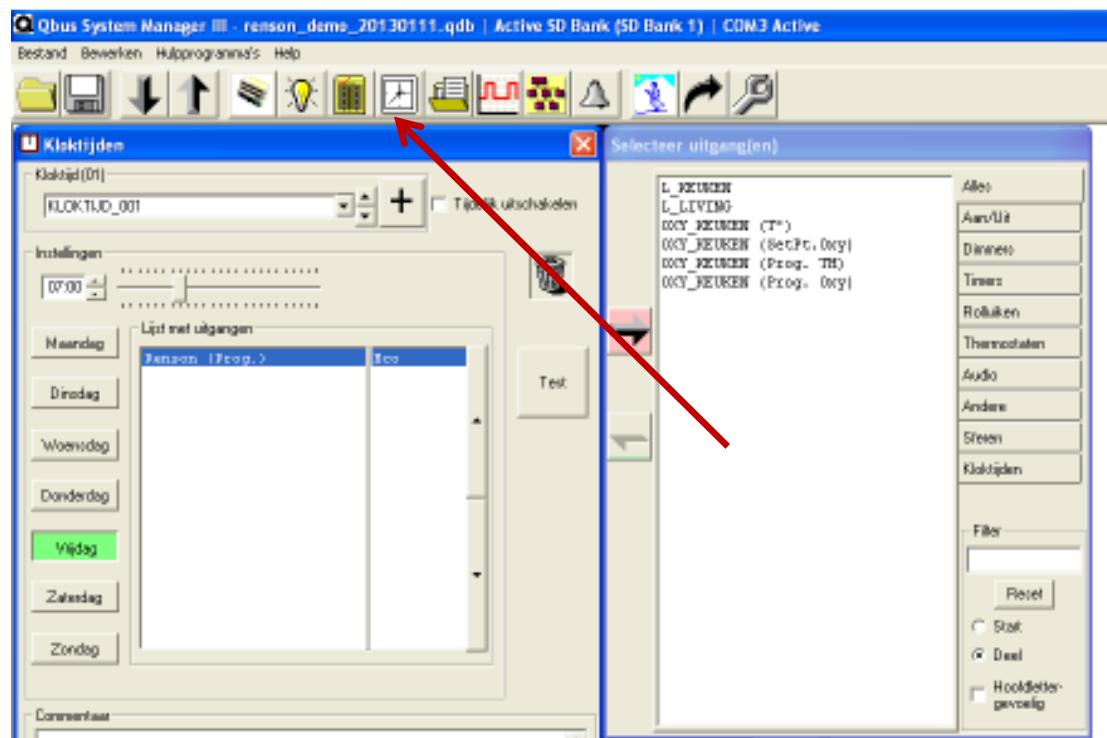 Qbus System Manager III - renson_demo_20130111.qdb | Active SD Bank (SD Bank 1) | COM3 Active
Bestand Bewerken Hulpprogramma's Help
Kloktijden
Kloktijd(01)
KLOKTIJD_001
+
Tijdelijk uitschakelen
Instellingen
07:00
Lijst met uitgangen
Renson (Prog.) Eco
Maandag
Dinsdag
Woensdag
Donderdag
Vrijdag
Zaterdag
Zondag
Test
Commentaar
Selecteer uitgang(en)
L_KEUKEN
L_LIVING
OXY_KEUKEN (T°)
OXY_KEUKEN (SetPt.Oxy)
OXY_KEUKEN (Prog. TH)
OXY_KEUKEN (Prog. Oxy)
Alles
Aan/Uit
Dimmers
Timers
Rolluiken
Thermostaten
Audio
Andere
Sferen
Kloktijden
Filter
Reset
Start
Deel
Hoofdletter-
gevoelig